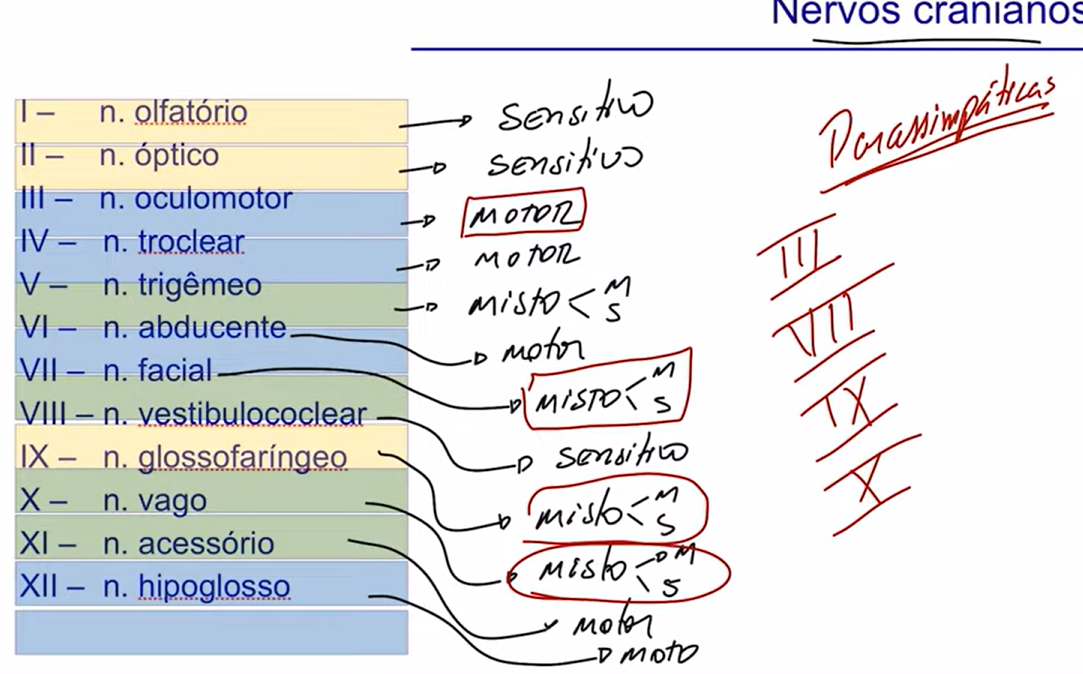 Nervos cranianos
Parassimpáticas
I – n. olfatório → sensitivo
II – n. óptico → sensitivo
III – n. oculomotor → MOTOR
IV – n. troclear → MOTOR
V – n. trigêmeo → misto < M S
VI – n. abducente → motor
VII – n. facial → misto < M S
VIII – n. vestibulococlear → sensitivo
IX – n. glossofaríngeo → misto < M S
X – n. vago → misto < M S
XI – n. acessório → motor
XII – n. hipoglosso → moto
III
VII
IX
X